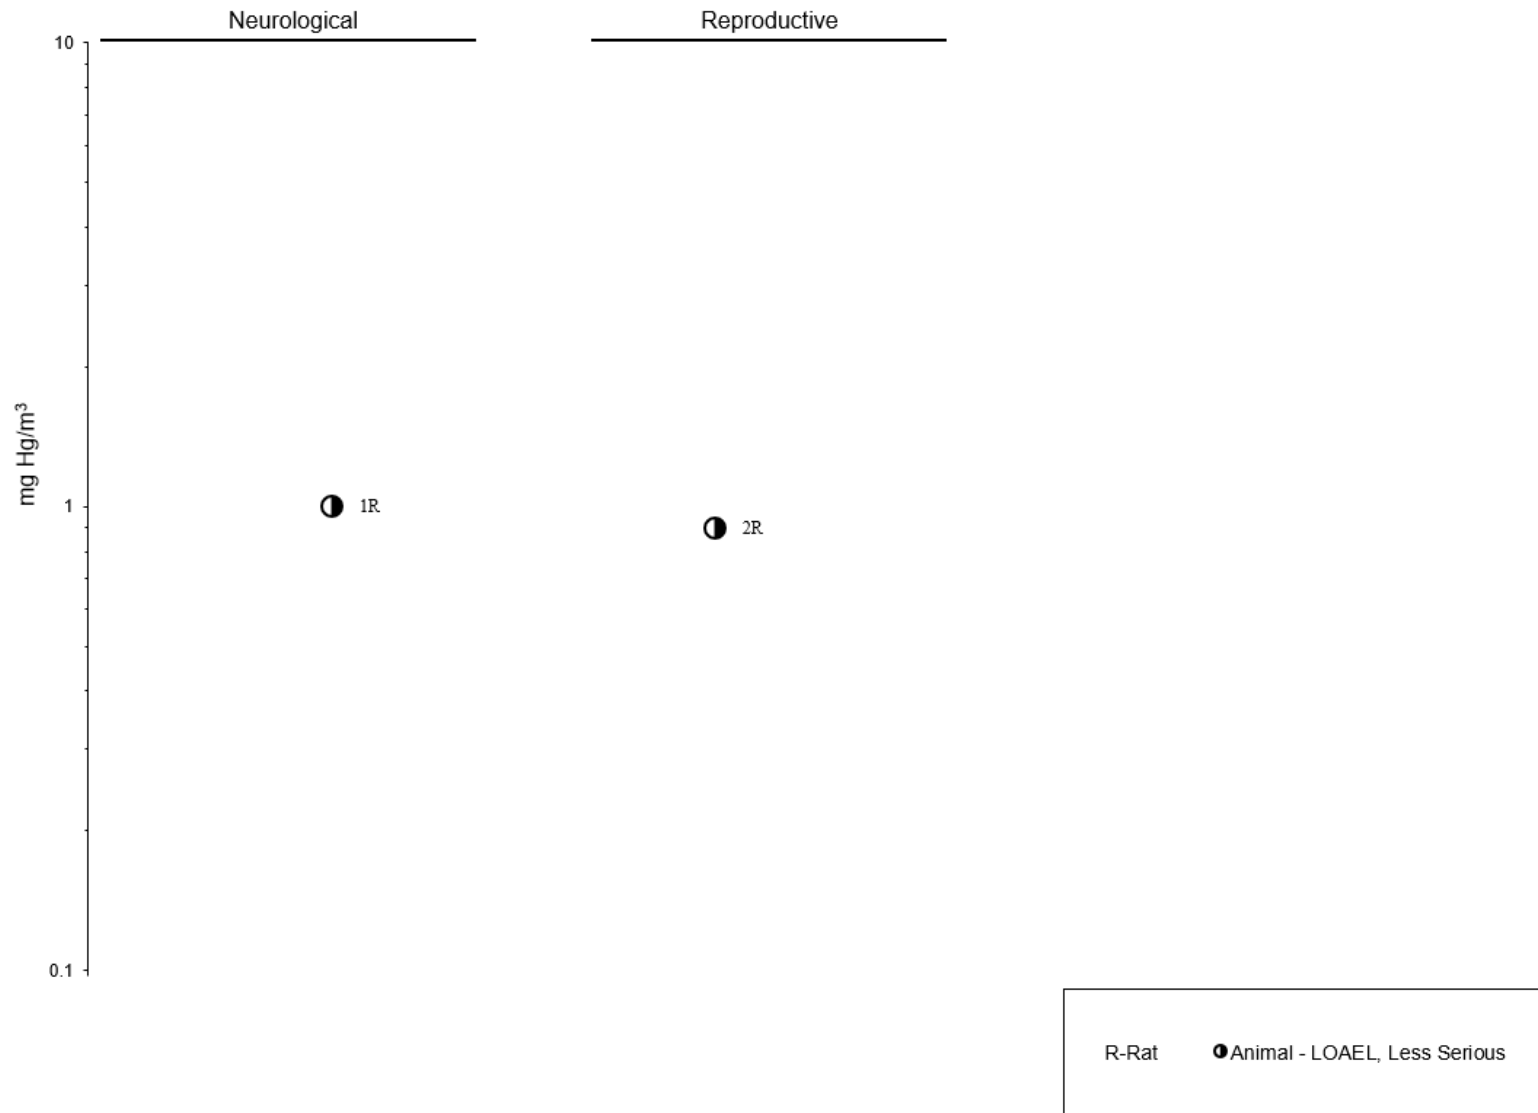 Neurological
Reproductive
10
mg Hg/m³
1
1R
2R
0.1
R-Rat
Animal - LOAEL, Less Serious